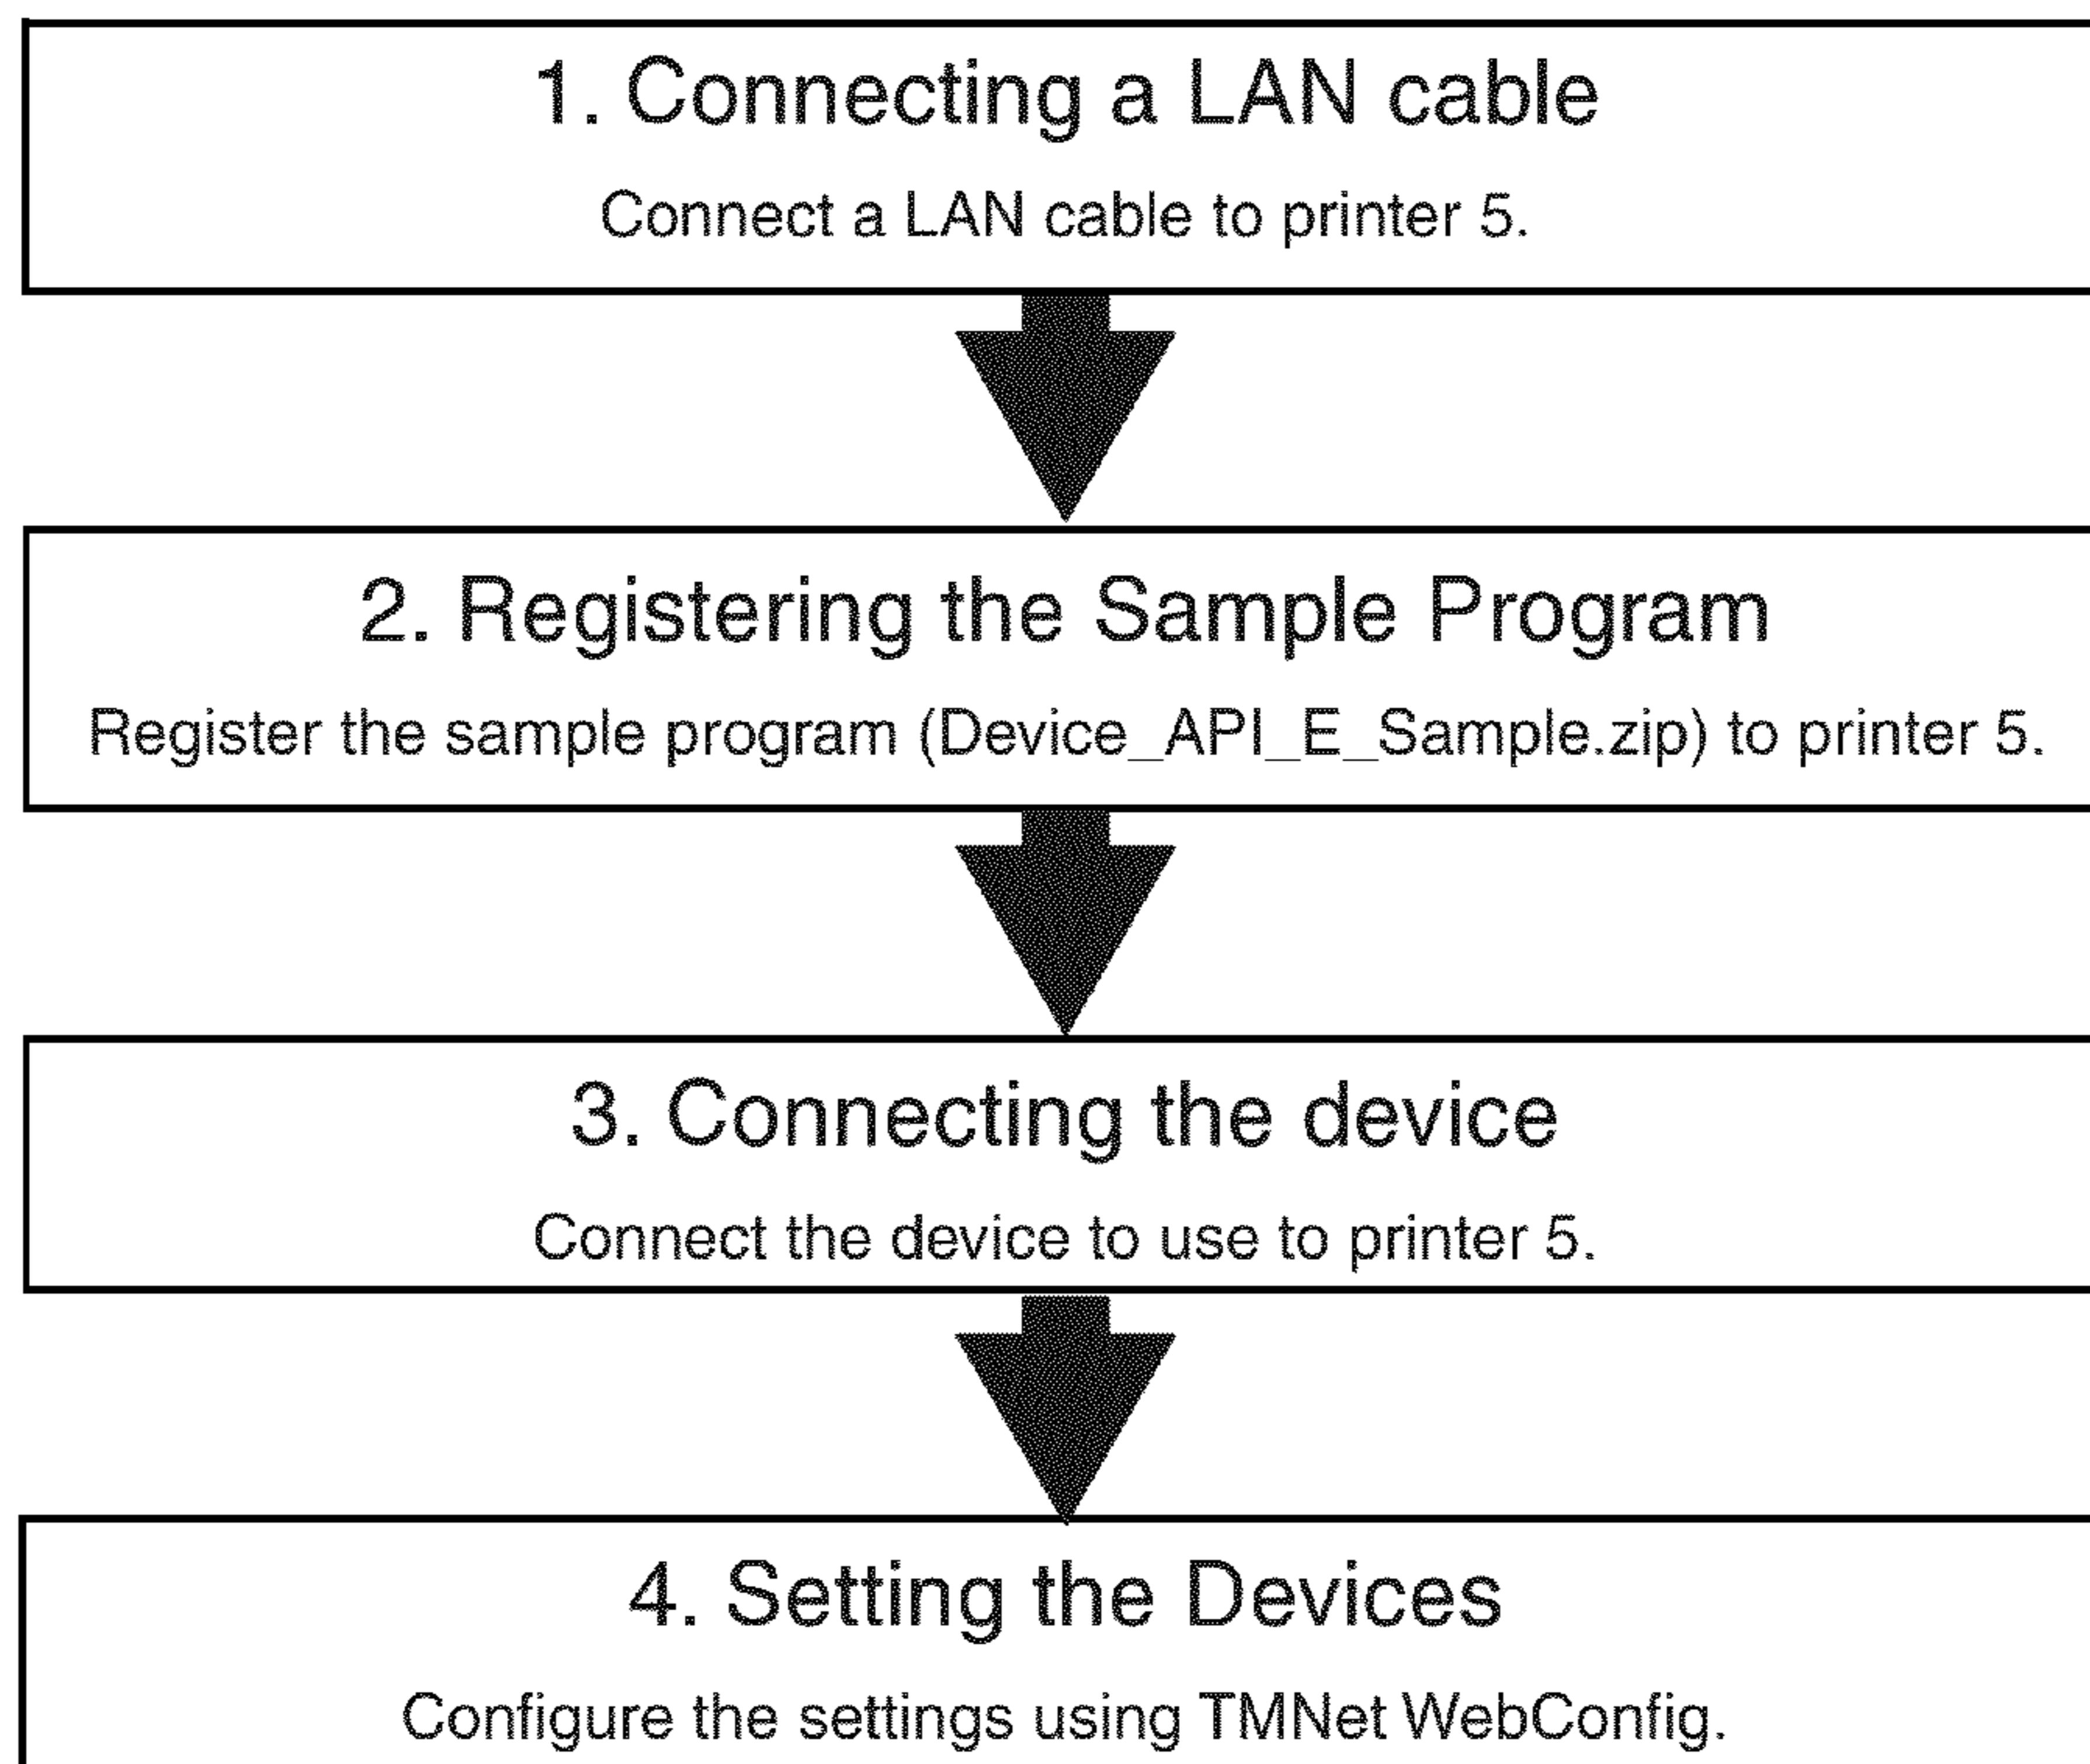 1. Connecting a LAN cable
Connect a LAN cable to printer 5.
2. Registering the Sample Program
Register the sample program (Device_API_E_Sample.zip) to printer 5.
3. Connecting the device
Connect the device to use to printer 5.
4. Setting the Devices
Configure the settings using TMNet WebConfig.